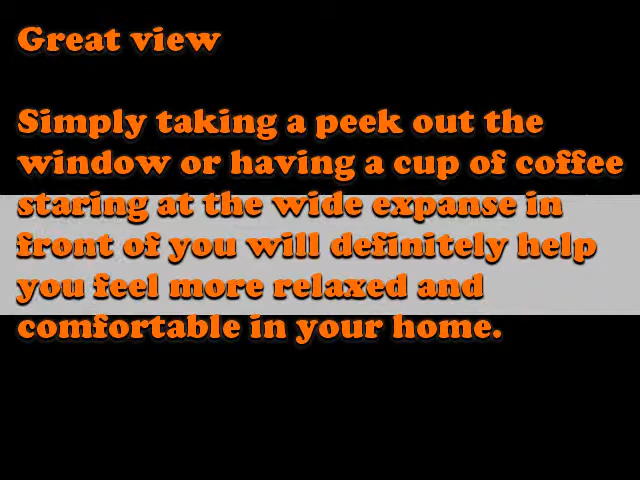 Great view
Simply taking a peek out the
window or having a cup of coffee
staring at the wide expanse in
front of you will definitely help
you feel more relaxed and
comfortable in your home.